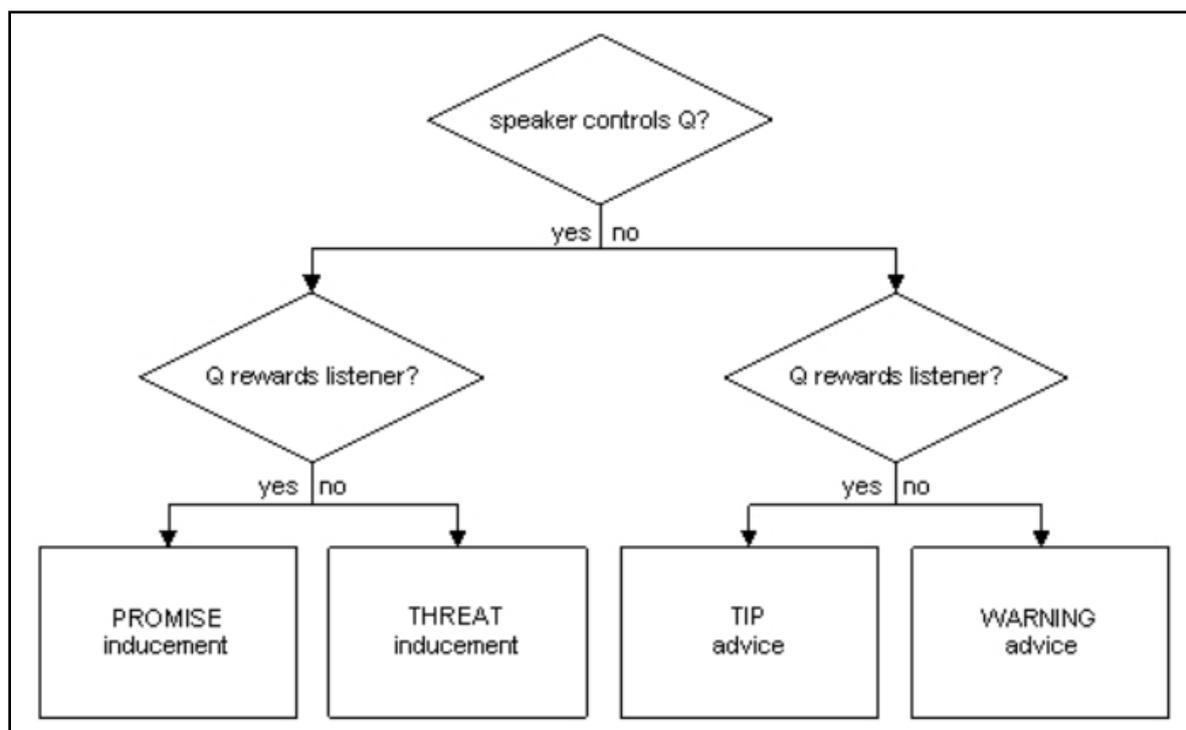 speaker controls Q?
yes no
Q rewards listener?
Q rewards listener?
yes no
yes no
PROMISE
inducement
THREAT
inducement
TIP
advice
WARNING
advice